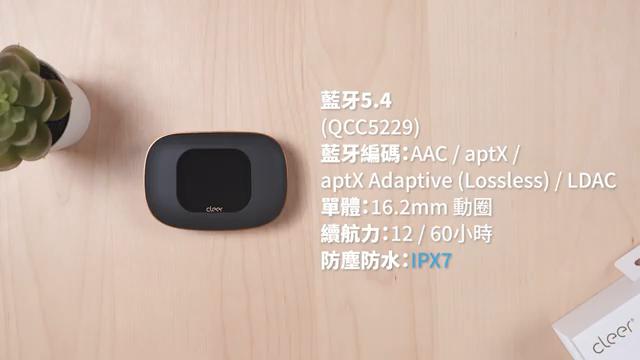 藍牙5.4
(QCC5229)
藍牙編碼：AAC / aptX /
aptX Adaptive (Lossless) / LDAC
單體：16.2mm 動圈
續航力：12 / 60小時
防塵防水：IPX7
cleer
cleer